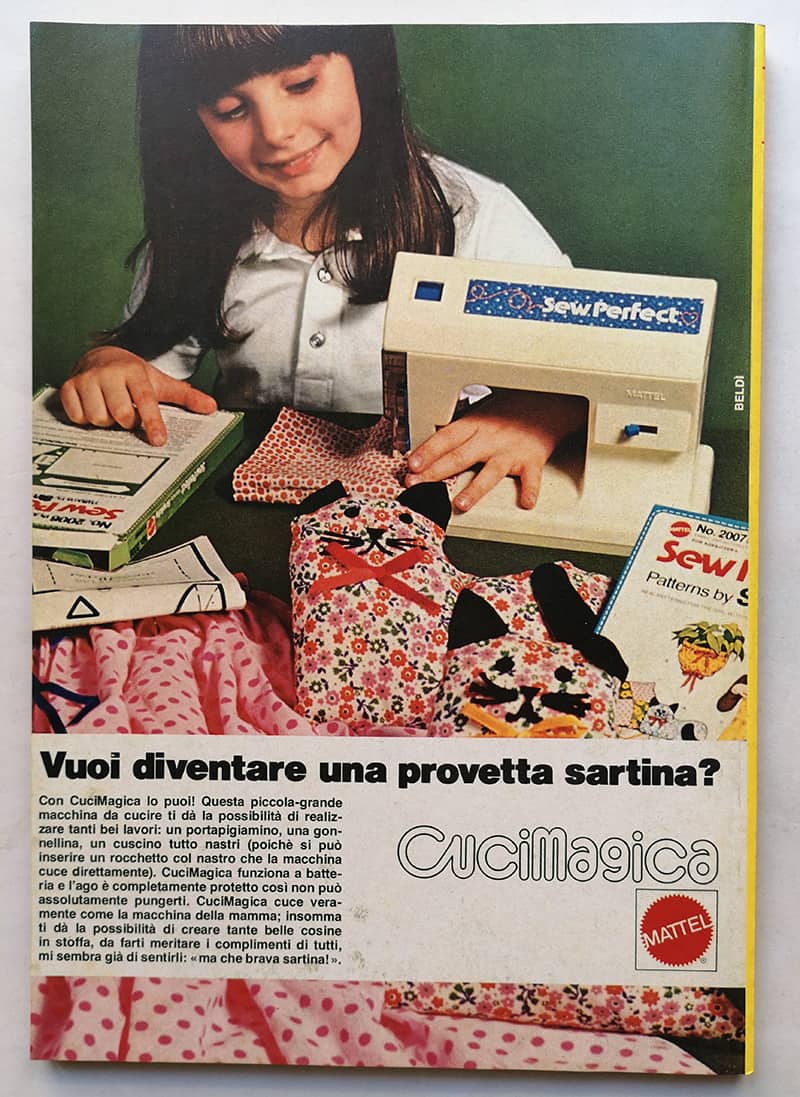 Sew Perfect
MATTEL
BELDÌ
No. 2006
MATTEL
No. 2007
Sew
Patterns by S
Vuoi diventare una provetta sartina?
Con CuciMagica lo puoi! Questa piccola-grande
macchina da cucire ti dà la possibilità di realiz-
zare tanti bei lavori: un portapigiamino, una gon-
nellina, un cuscino tutto nastri (poichè si può
inserire un rocchetto col nastro che la macchina
cuce direttamente). CuciMagica funziona a batte-
ria e l'ago è completamente protetto così non può
assolutamente pungerti. CuciMagica cuce vera-
mente come la macchina della mamma; insomma
ti dà la possibilità di creare tante belle cosine
in stoffa, da farti meritare i complimenti di tutti,
mi sembra già di sentirli: «ma che brava sartina!».
CuciMagica
MATTEL
®